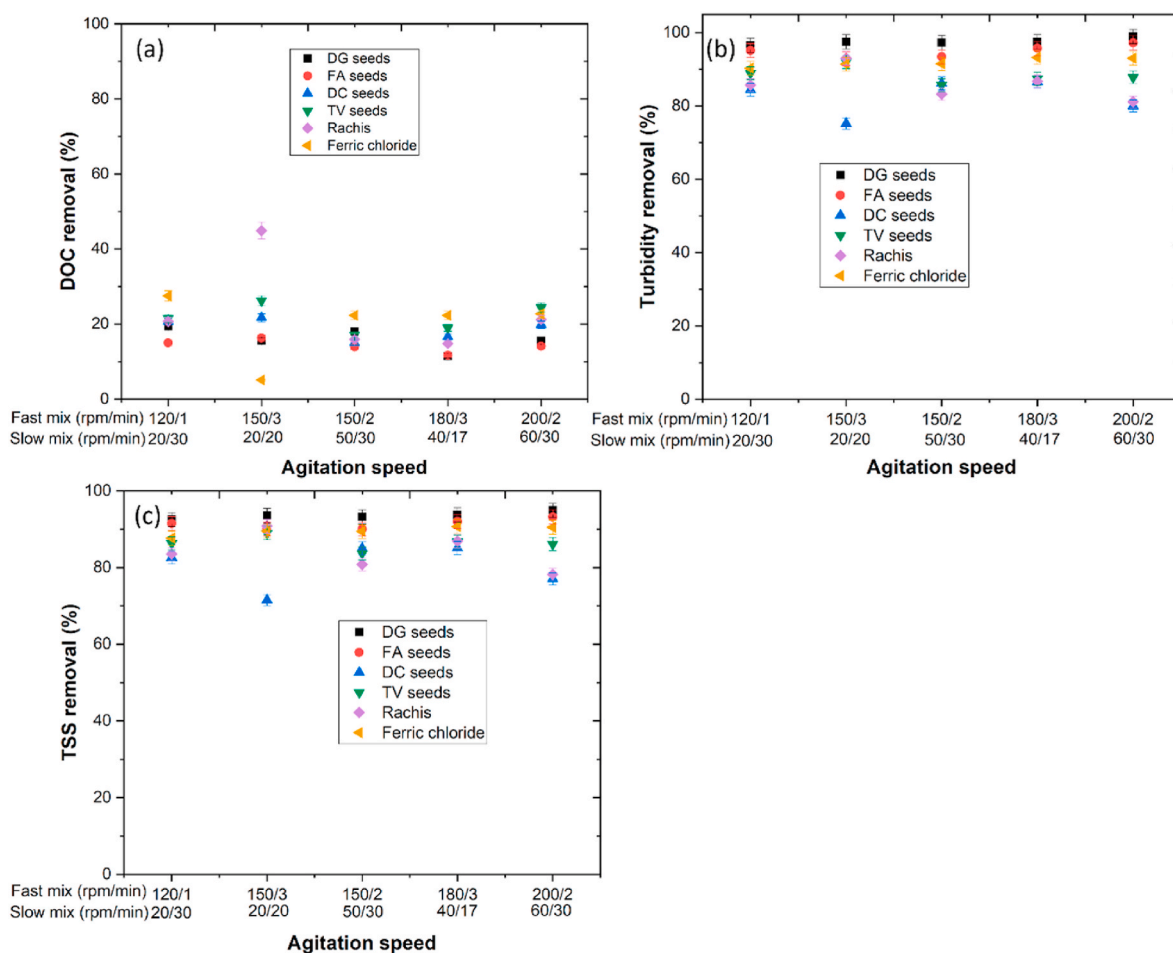 (a)
100
80
60
40
20
0
DOC removal (%)
DG seeds
FA seeds
DC seeds
TV seeds
Rachis
Ferric chloride
Fast mix (rpm/min) 120/1 150/3 150/2 180/3 200/2
Slow mix (rpm/min) 20/30 20/20 50/30 40/17 60/30
Agitation speed
(b)
100
80
60
40
20
0
Turbidity removal (%)
DG seeds
FA seeds
DC seeds
TV seeds
Rachis
Ferric chloride
Fast mix (rpm/min) 120/1 150/3 150/2 180/3 200/2
Slow mix (rpm/min) 20/30 20/20 50/30 40/17 60/30
Agitation speed
(c)
100
80
60
40
20
0
TSS removal (%)
DG seeds
FA seeds
DC seeds
TV seeds
Rachis
Ferric chloride
Fast mix (rpm/min) 120/1 150/3 150/2 180/3 200/2
Slow mix (rpm/min) 20/30 20/20 50/30 40/17 60/30
Agitation speed